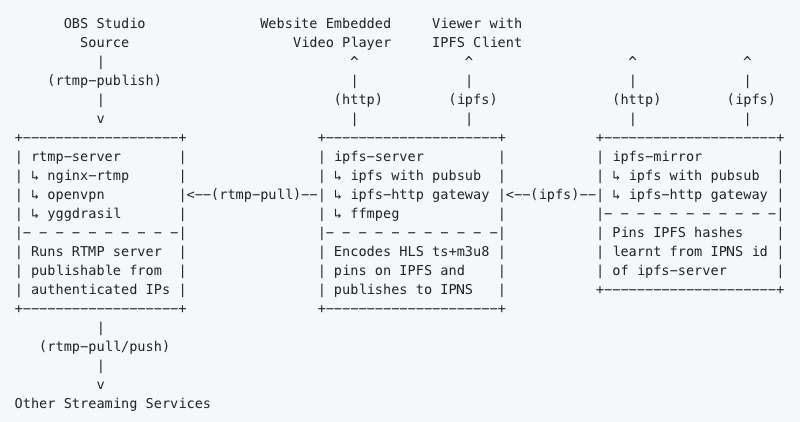 OBS Studio              Website Embedded     Viewer with
        Source                    Video Player     IPFS Client
          |                              ^             ^                   ^             ^
    (rtmp-publish)                       |             |                   |             |
          |                            (http)        (ipfs)              (http)        (ipfs)
          v                              |             |                   |             |
+-------------------+                +---------------------+           +----------------------+
| rtmp-server       |                | ipfs-server         |           | ipfs-mirror          |
| ↳ nginx-rtmp      |                | ↳ ipfs with pubsub  |           | ↳ ipfs with pubsub   |
| ↳ openvpn         |<--(rtmp-pull)--| ↳ ipfs-http gateway |<--(ipfs)--| ↳ ipfs-http gateway  |
| ↳ yggdrasil       |                | ↳ ffmpeg            |           |- - - - - - - - - - - |
|- - - - - - - - - -|                |- - - - - - - - - - -|           | Pins IPFS hashes     |
| Runs RTMP server  |                | Encodes HLS ts+m3u8 |           | learnt from IPNS id  |
| publishable from  |                | pins on IPFS and    |           | of ipfs-server       |
| authenticated IPs |                | publishes to IPNS   |           +----------------------+
+-------------------+                +---------------------+
          |
   (rtmp-pull/push)
          |
          v
Other Streaming Services